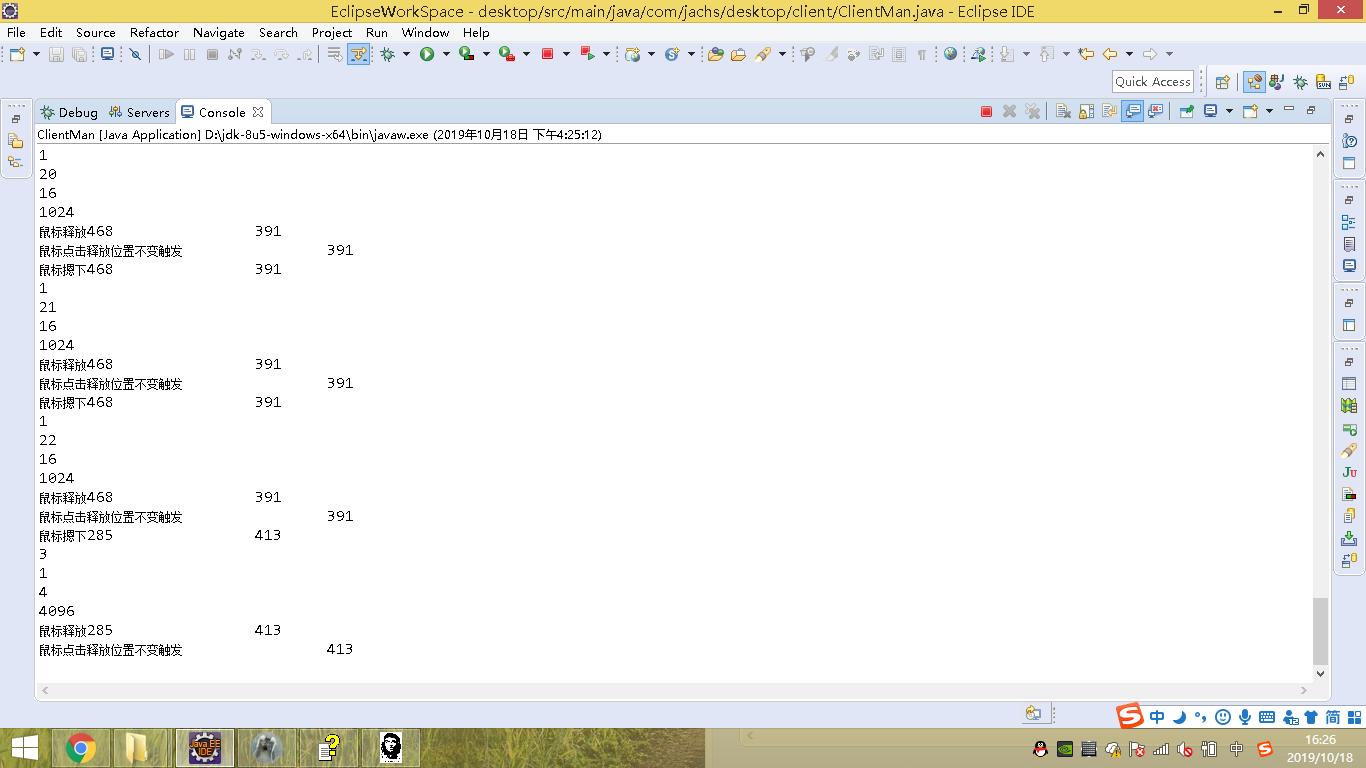 EclipseWorkSpace - desktop/src/main/java/com/jachs/desktop/client/ClientMan.java - Eclipse IDE
File Edit Source Refactor Navigate Search Project Run Window Help
Quick Access
Debug Servers Console
ClientMan [Java Application] D:\jdk-8u5-windows-x64\bin\javaw.exe (2019年10月18日 下午4:25:12)
1
20
16
1024
鼠标释放468 391
鼠标点击释放位置不变触发 391
鼠标摁下468 391
1
21
16
1024
鼠标释放468 391
鼠标点击释放位置不变触发 391
鼠标摁下468 391
1
22
16
1024
鼠标释放468 391
鼠标点击释放位置不变触发 391
鼠标摁下285 413
3
1
4
4096
鼠标释放285 413
鼠标点击释放位置不变触发 413
中 简
Java EE IDE
中
16:26
2019/10/18